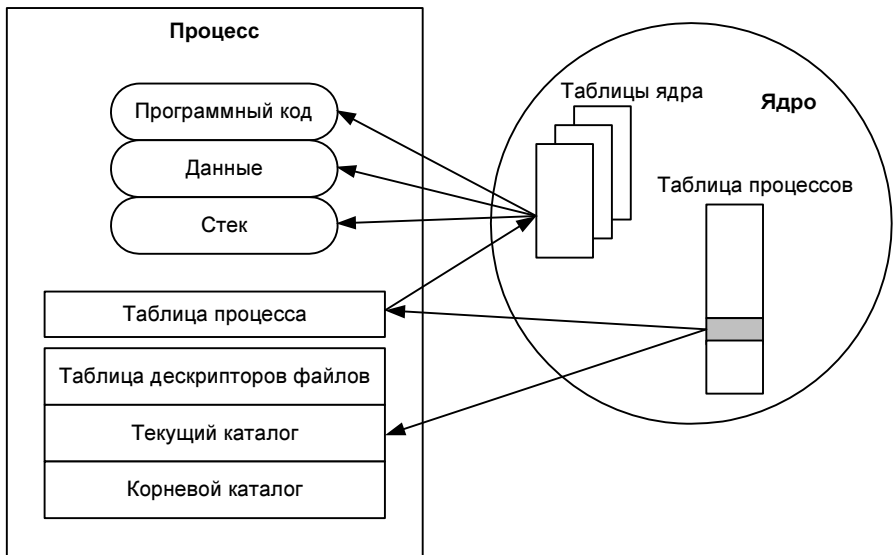 Процесс
Программный код
Данные
Стек
Таблица процесса
Таблица дескрипторов файлов
Текущий каталог
Корневой каталог
Таблицы ядра
Ядро
Таблица процессов